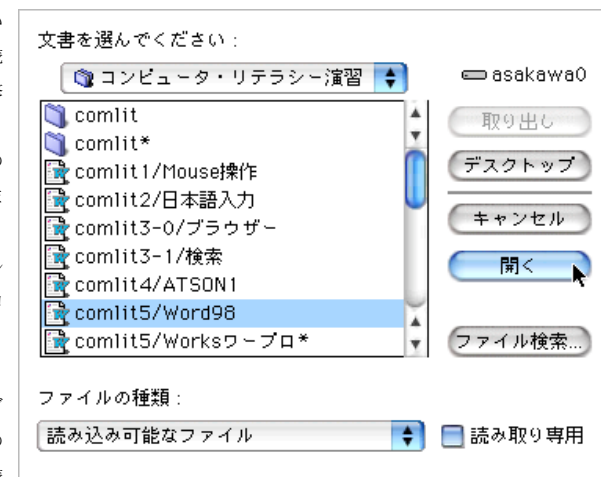 文書を選んでください:
コンピュータ・リテラシー演習
asakawa0
comlit
comlit*
comlit1/Mouse操作
comlit2/日本語入力
comlit3-0/ブラウザー
comlit3-1/検索
comlit4/ATSON1
comlit5/Word98
comlit5/Worksワープロ*
取り出し
デスクトップ
キャンセル
開く
ファイル検索...
ファイルの種類:
読み込み可能なファイル
読み取り専用